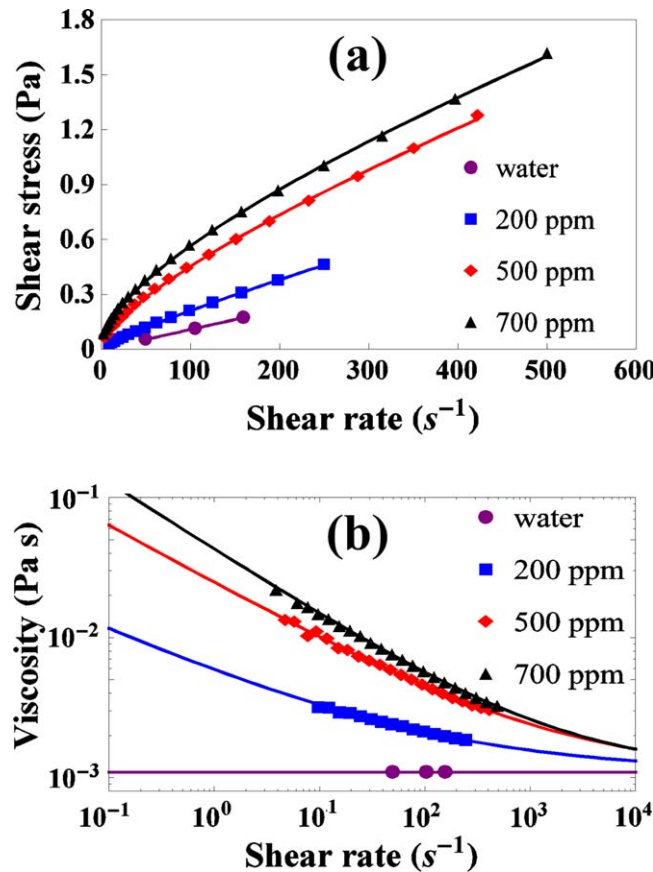 (a)
Shear stress (Pa)
1.8
1.5
1.2
0.9
0.6
0.3
0
water
200 ppm
500 ppm
700 ppm
0 100 200 300 400 500 600
Shear rate (s⁻¹)
(b)
Viscosity (Pa s)
10⁻¹
10⁻²
10⁻³
water
200 ppm
500 ppm
700 ppm
10⁻¹ 10⁰ 10¹ 10² 10³ 10⁴
Shear rate (s⁻¹)